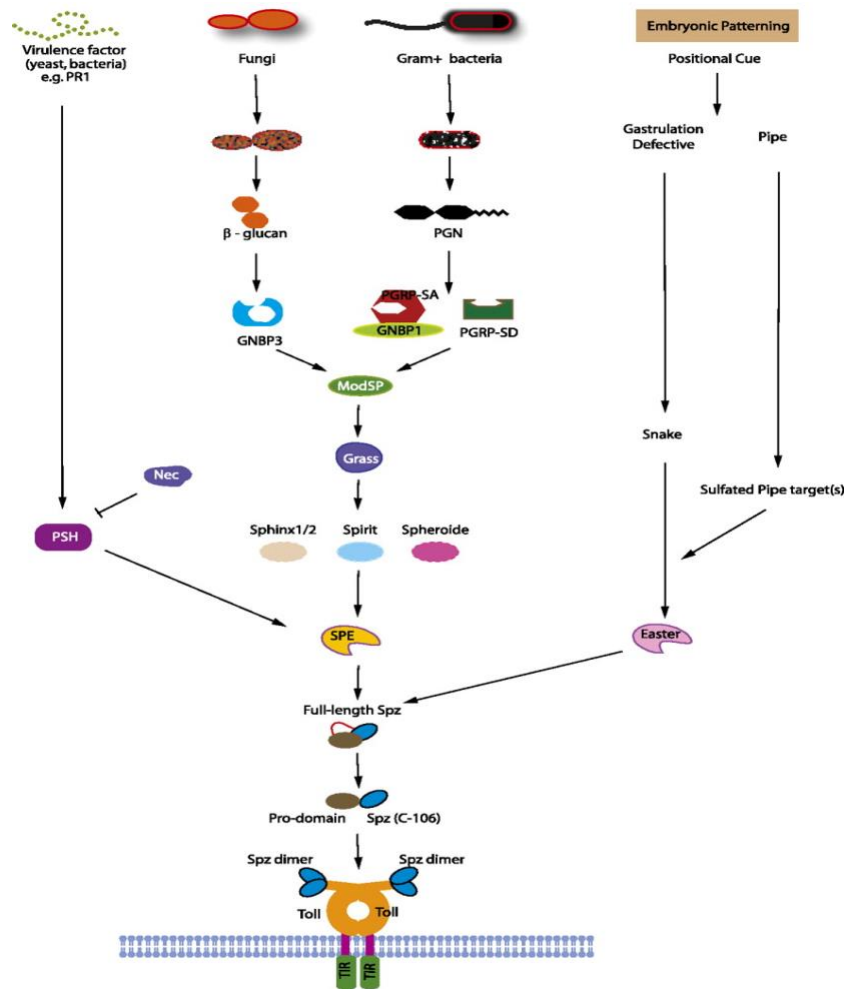 Virulence factor
(yeast, bacteria)
e.g. PR1
Fungi
Gram+ bacteria
Embryonic Patterning
Positional Cue
Gastrulation
Defective
Pipe
β - glucan
PGN
GNBP3
PGRP-SA
GNBP1
PGRP-SD
ModSP
Grass
Snake
Nec
Sulfated Pipe target(s)
PSH
Sphinx1/2
Spirit
Spheroide
SPE
Easter
Full-length Spz
Pro-domain
Spz (C-106)
Spz dimer
Spz dimer
Toll
Toll
TIR
TIR